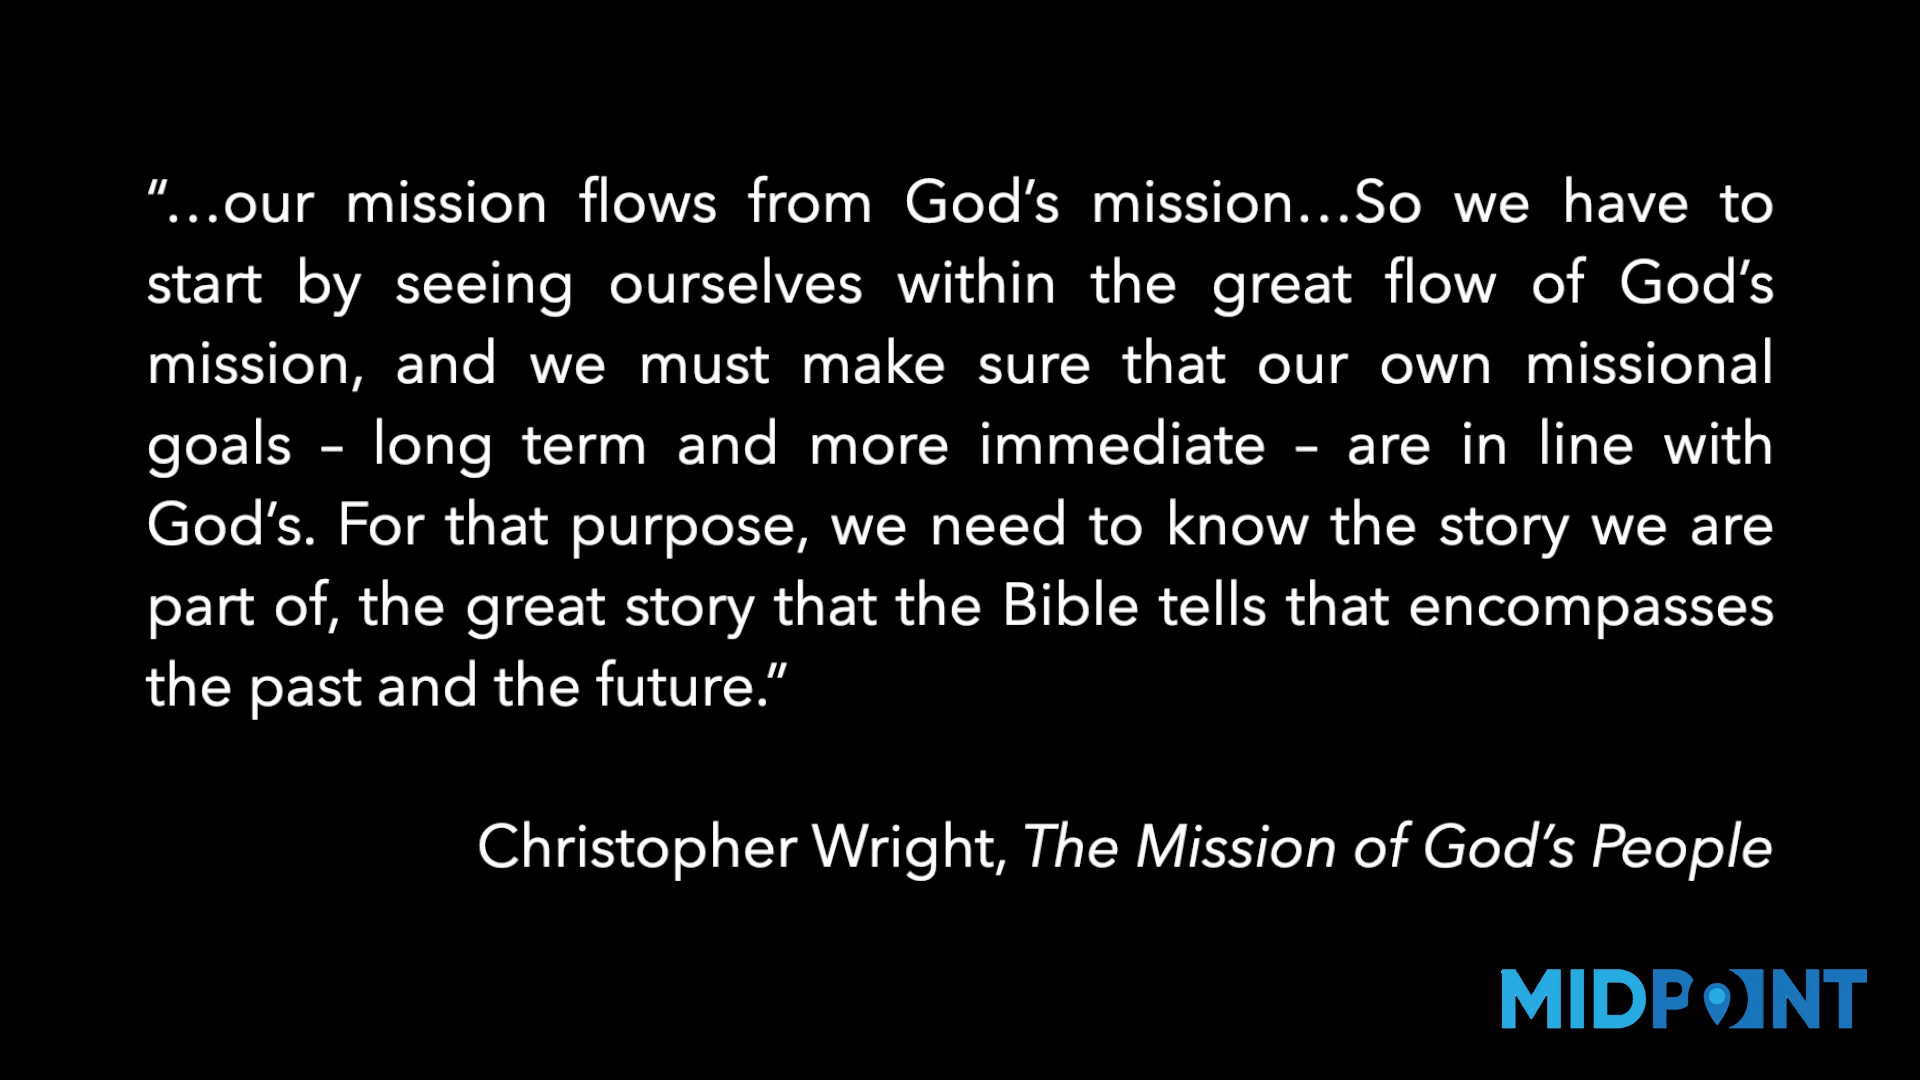 “…our mission flows from God’s mission…So we have to
start by seeing ourselves within the great flow of God’s
mission, and we must make sure that our own missional
goals – long term and more immediate – are in line with
God’s. For that purpose, we need to know the story we are
part of, the great story that the Bible tells that encompasses
the past and the future.”
Christopher Wright, The Mission of God’s People
MIDPOINT